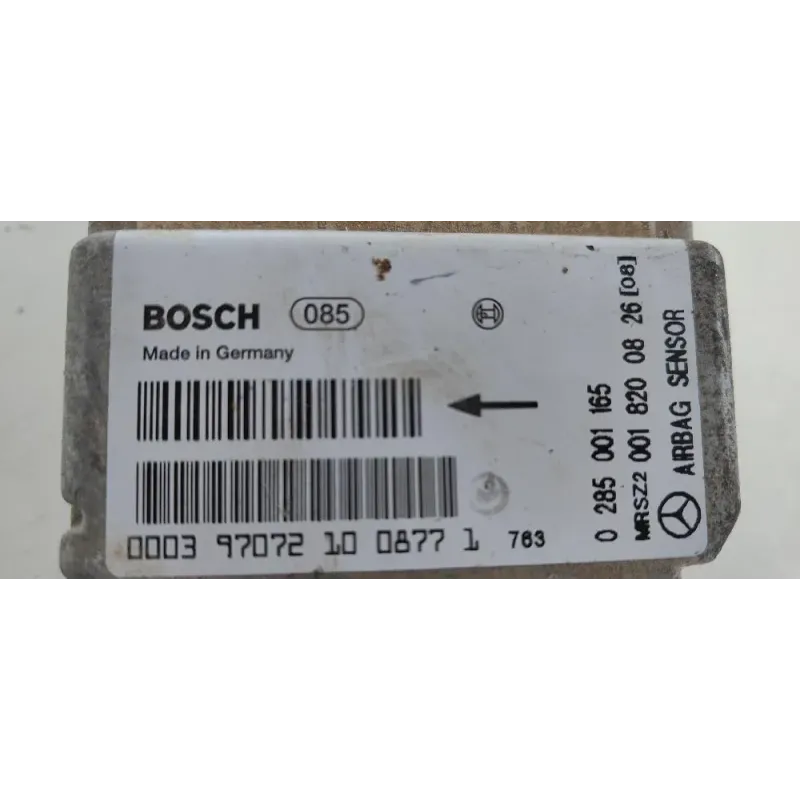 BOSCH 085
Made in Germany
0003 97072 10 0877 1 763
0 285 001 165
MRSZ2 001 820 08 26 [08]
AIRBAG SENSOR